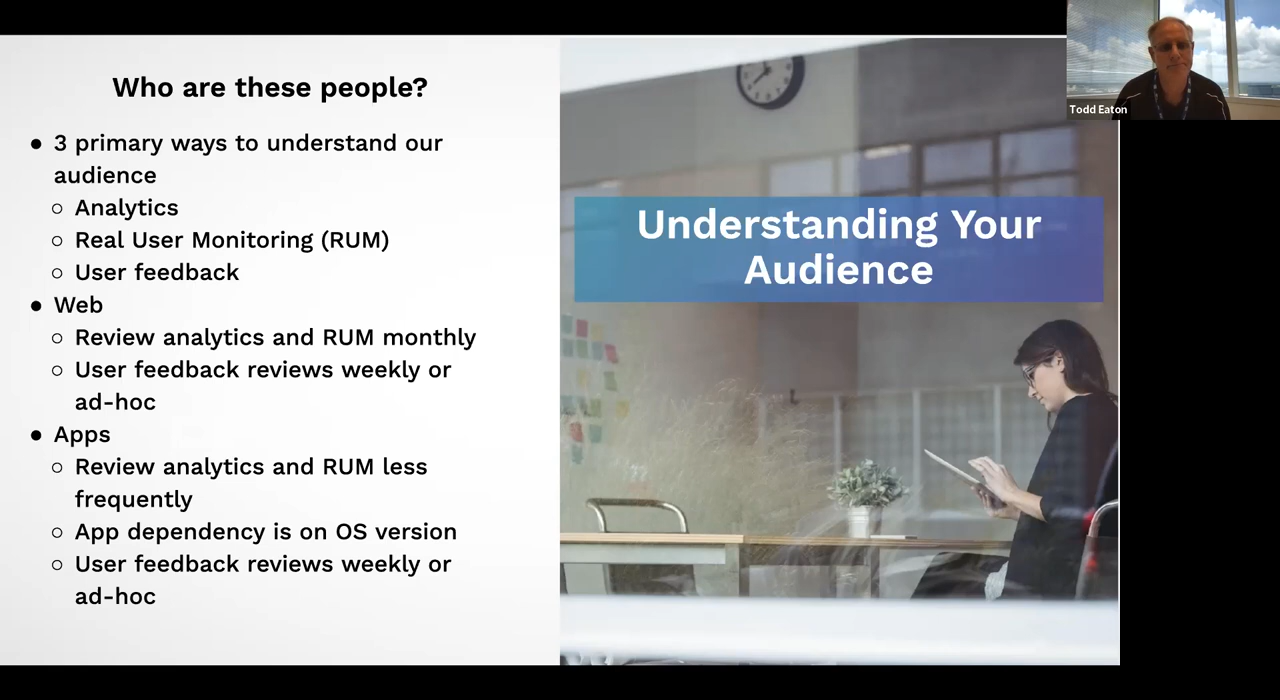 Who are these people?
● 3 primary ways to understand our
audience
○ Analytics
○ Real User Monitoring (RUM)
○ User feedback
● Web
○ Review analytics and RUM monthly
○ User feedback reviews weekly or
ad-hoc
● Apps
○ Review analytics and RUM less
frequently
○ App dependency is on OS version
○ User feedback reviews weekly or
ad-hoc
Understanding Your
Audience
Todd Eaton